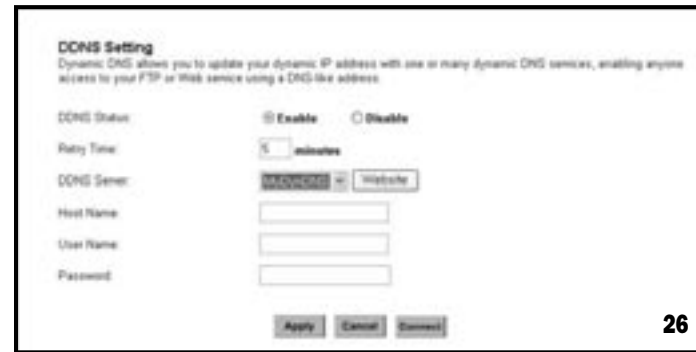 DDNS Setting
Dynamic DNS allows you to update your dynamic IP address with one or many dynamic DNS services, enabling anyone
access to your FTP or Web service using a DNS-like address.
DDNS Status: Enable Disable
Retry Time: 5 minutes
DDNS Server: Website
Host Name:
User Name:
Password:
Apply Cancel Connect
26